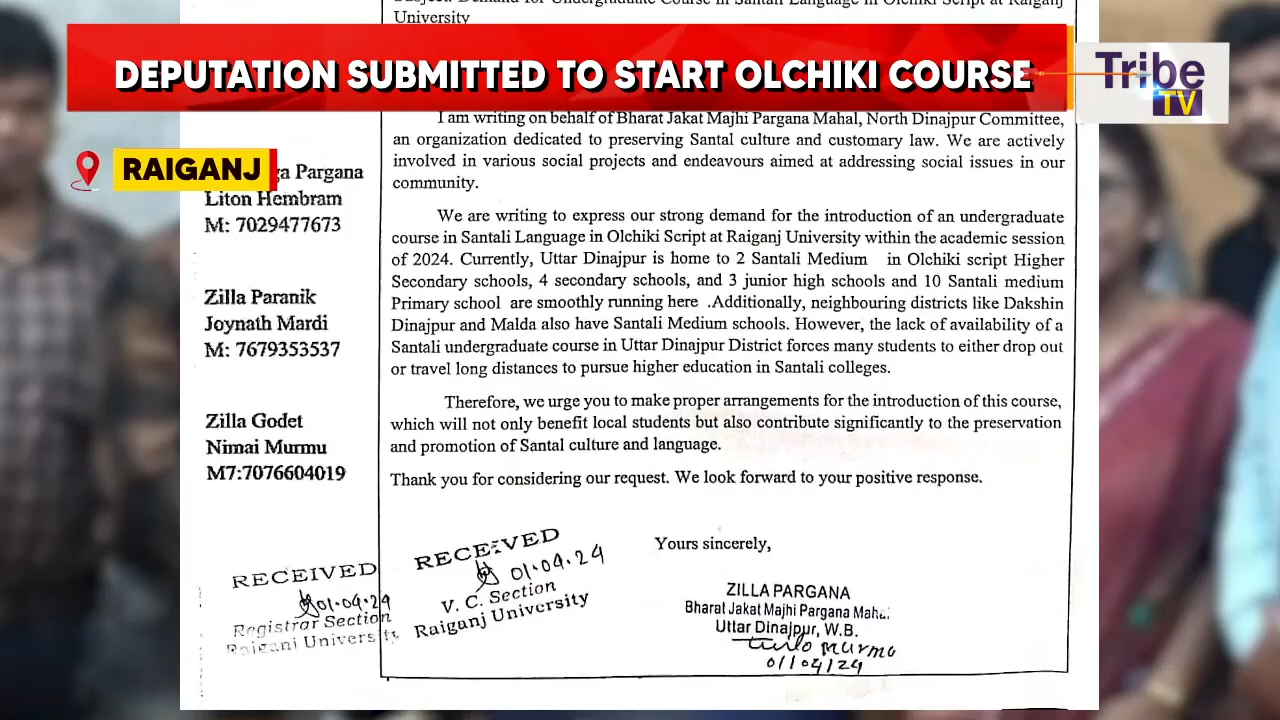 University
DEPUTATION SUBMITTED TO START OLCHIKI COURSE
Tribe
TV
RAIGANJ
Pargana
Liton Hembram
M: 7029477673
Zilla Paranik
Joynath Mardi
M: 7679353537
Zilla Godet
Nimai Murmu
M7:7076604019
I am writing on behalf of Bharat Jakat Majhi Pargana Mahal, North Dinajpur Committee,
an organization dedicated to preserving Santal culture and customary law. We are actively
involved in various social projects and endeavours aimed at addressing social issues in our
community.
We are writing to express our strong demand for the introduction of an undergraduate
course in Santali Language in Olchiki Script at Raiganj University within the academic session
of 2024. Currently, Uttar Dinajpur is home to 2 Santali Medium in Olchiki script Higher
Secondary schools, 4 secondary schools, and 3 junior high schools and 10 Santali medium
Primary school are smoothly running here .Additionally, neighbouring districts like Dakshin
Dinajpur and Malda also have Santali Medium schools. However, the lack of availability of a
Santali undergraduate course in Uttar Dinajpur District forces many students to either drop out
or travel long distances to pursue higher education in Santali colleges.
Therefore, we urge you to make proper arrangements for the introduction of this course,
which will not only benefit local students but also contribute significantly to the preservation
and promotion of Santal culture and language.
Thank you for considering our request. We look forward to your positive response.
Yours sincerely,
RECEIVED
01.04.24
V. C. Section
Raiganj University
RECEIVED
01.04.24
Registrar Section
Raiganj University
ZILLA PARGANA
Bharat Jakat Majhi Pargana Mahal
Uttar Dinajpur, W.B.
Murmu
01/04/24